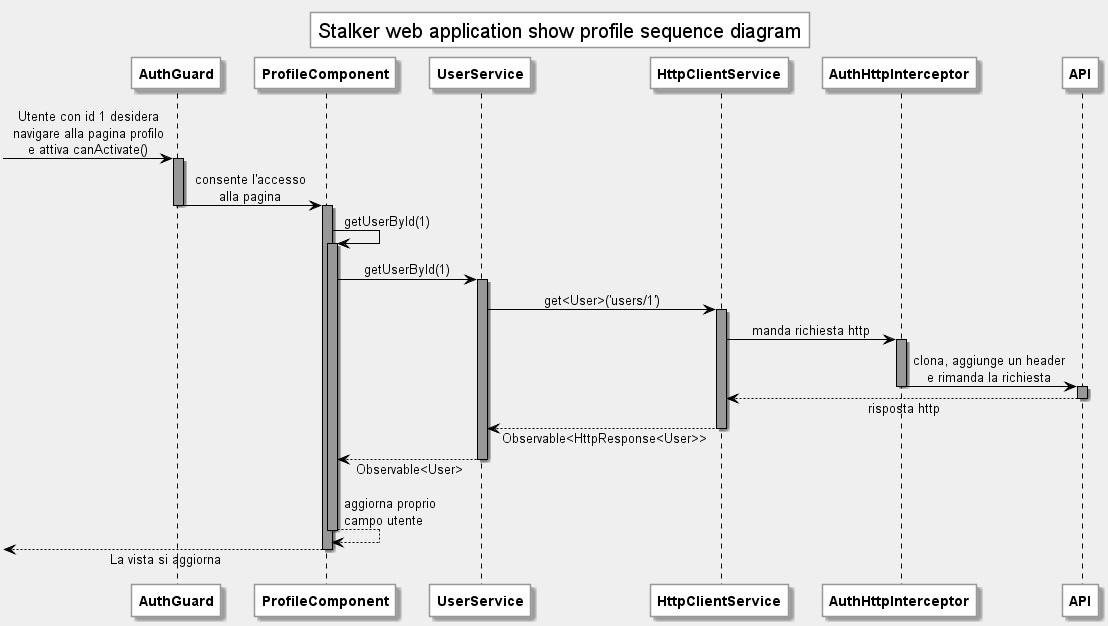 Stalker web application show profile sequence diagram
AuthGuard
ProfileComponent
UserService
HttpClientService
AuthHttpInterceptor
API
Utente con id 1 desidera
navigare alla pagina profilo
e attiva canActivate()
consente l'accesso
alla pagina
getUserById(1)
getUserById(1)
get<User>('users/1')
manda richiesta http
clona, aggiunge un header
e rimanda la richiesta
risposta http
Observable<HttpResponse<User>>
Observable<User>
aggiorna proprio
campo utente
La vista si aggiorna
AuthGuard
ProfileComponent
UserService
HttpClientService
AuthHttpInterceptor
API